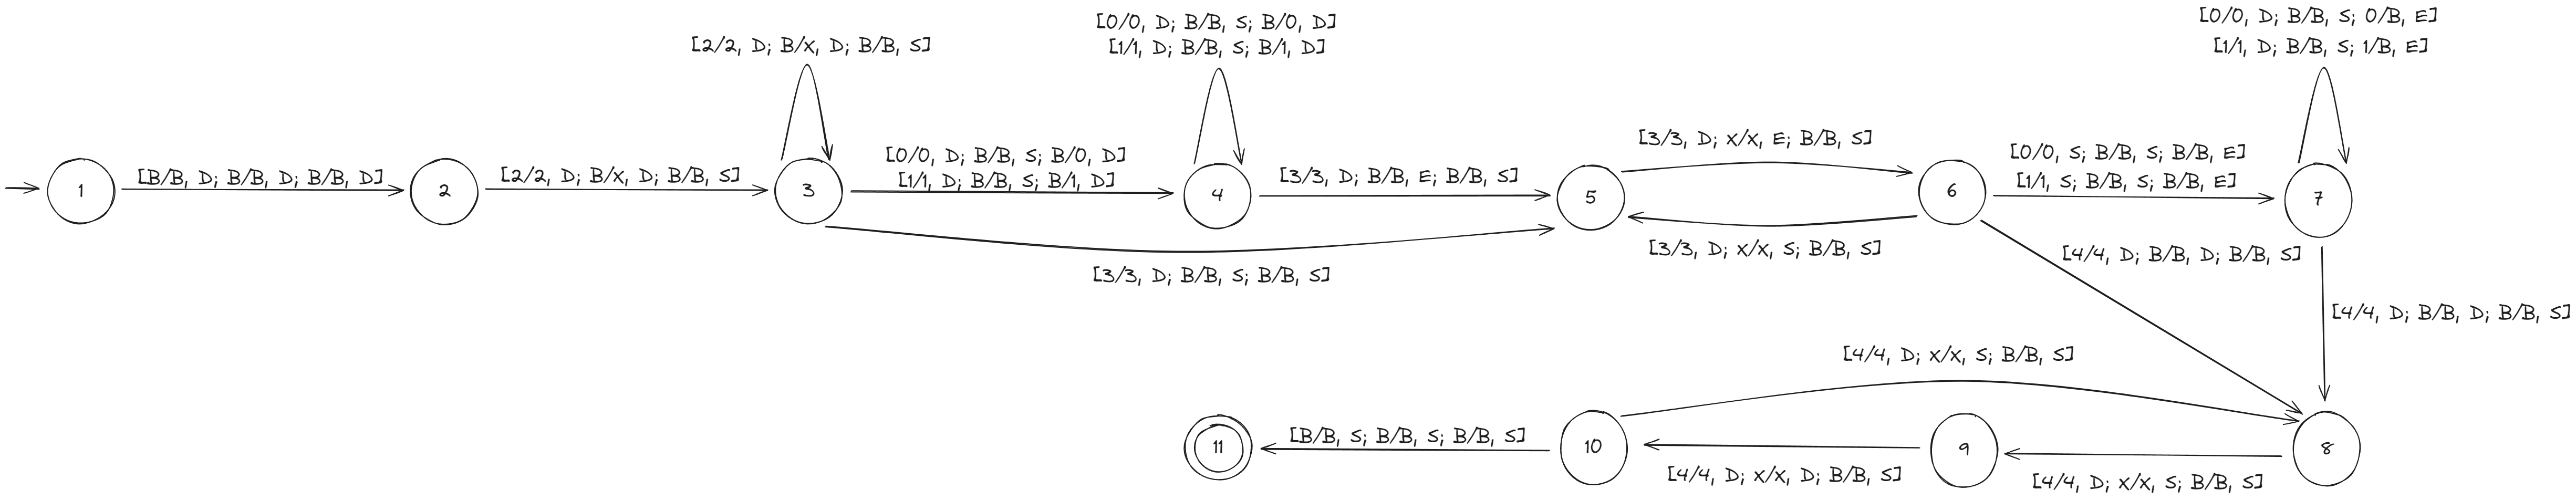 [0/0, D; B/B, S; B/0, D]
[1/1, D; B/B, S; B/1, D]
[0/0, D; B/B, S; 0/B, E]
[1/1, D; B/B, S; 1/B, E]
[2/2, D; B/X, D; B/B, S]
[B/B, D; B/B, D; B/B, D]
[2/2, D; B/X, D; B/B, S]
[0/0, D; B/B, S; B/0, D]
[1/1, D; B/B, S; B/1, D]
[3/3, D; B/B, E; B/B, S]
[3/3, D; X/X, E; B/B, S]
[0/0, S; B/B, S; B/B, E]
[1/1, S; B/B, S; B/B, E]
1
2
3
4
5
6
7
[3/3, D; B/B, S; B/B, S]
[3/3, D; X/X, S; B/B, S]
[4/4, D; B/B, D; B/B, S]
[4/4, D; B/B, D; B/B, S]
[4/4, D; X/X, S; B/B, S]
11
[B/B, S; B/B, S; B/B, S]
10
[4/4, D; X/X, D; B/B, S]
9
[4/4, D; X/X, S; B/B, S]
8